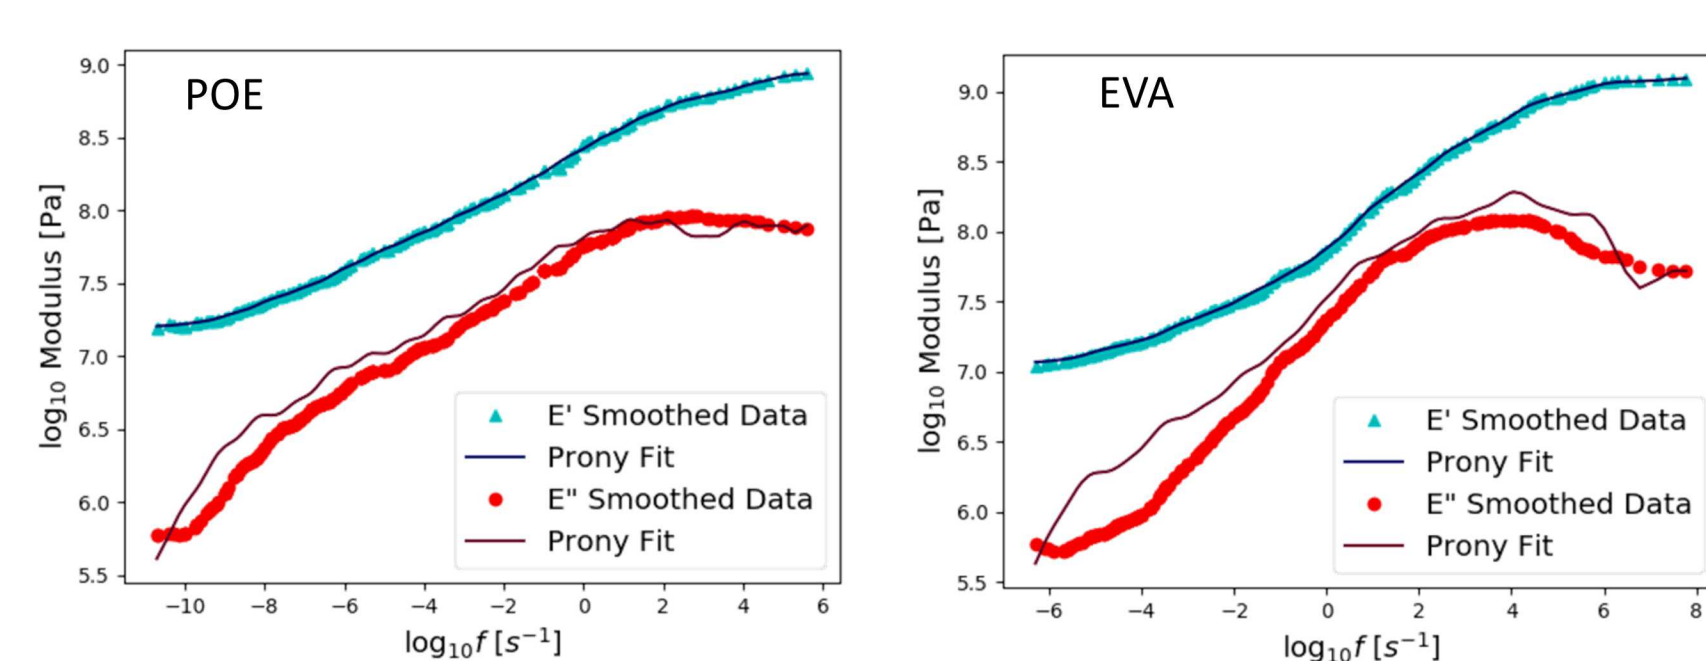 POE
log₁₀ Modulus [Pa]
9.0
8.5
8.0
7.5
7.0
6.5
6.0
5.5
E' Smoothed Data
Prony Fit
E" Smoothed Data
Prony Fit
−10 −8 −6 −4 −2 0 2 4 6
log₁₀f [s⁻¹]
EVA
log₁₀ Modulus [Pa]
9.0
8.5
8.0
7.5
7.0
6.5
6.0
5.5
E' Smoothed Data
Prony Fit
E" Smoothed Data
Prony Fit
−6 −4 −2 0 2 4 6 8
log₁₀f [s⁻¹]